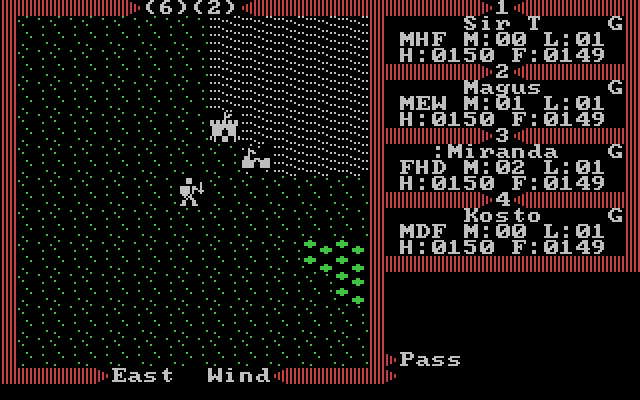 (6)(2)
1
Sir T G
MHF M:00 L:01
H:0150 F:0149
2
Magus G
MEW M:01 L:01
H:0150 F:0149
3
:Miranda G
FHD M:02 L:01
H:0150 F:0149
4
Kosto G
MDF M:00 L:01
H:0150 F:0149
Pass
East Wind